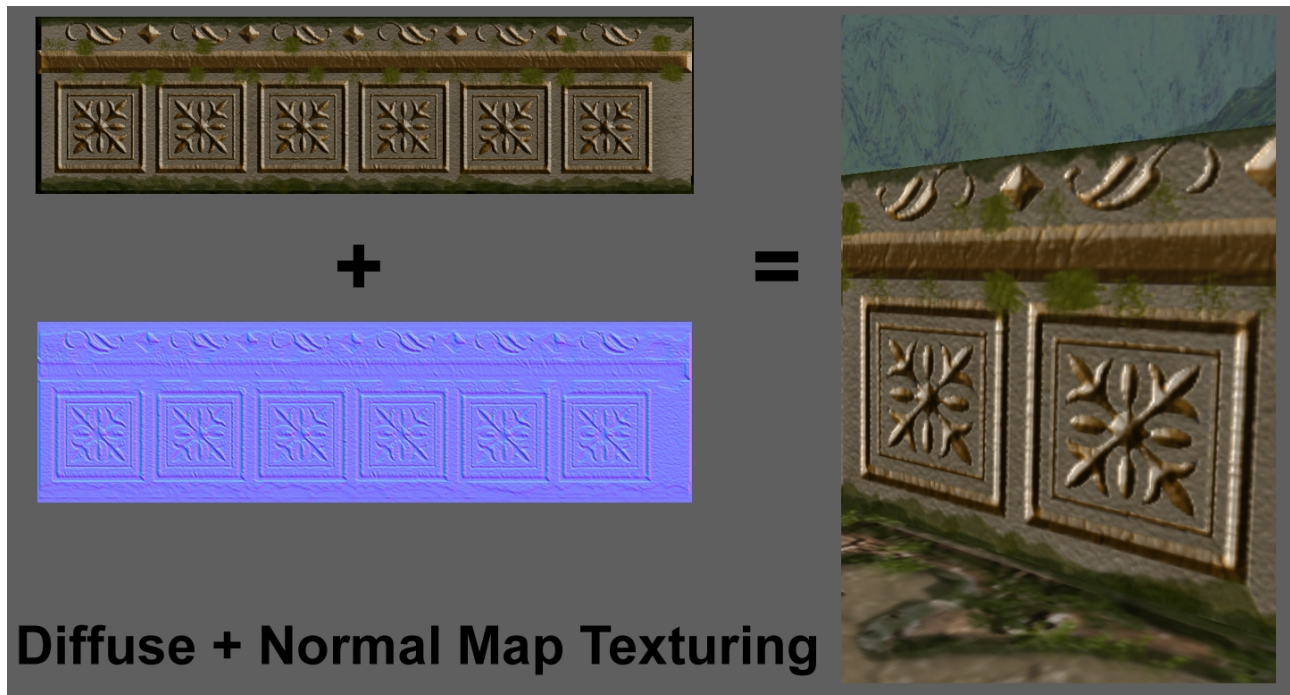 +
=
Diffuse + Normal Map Texturing